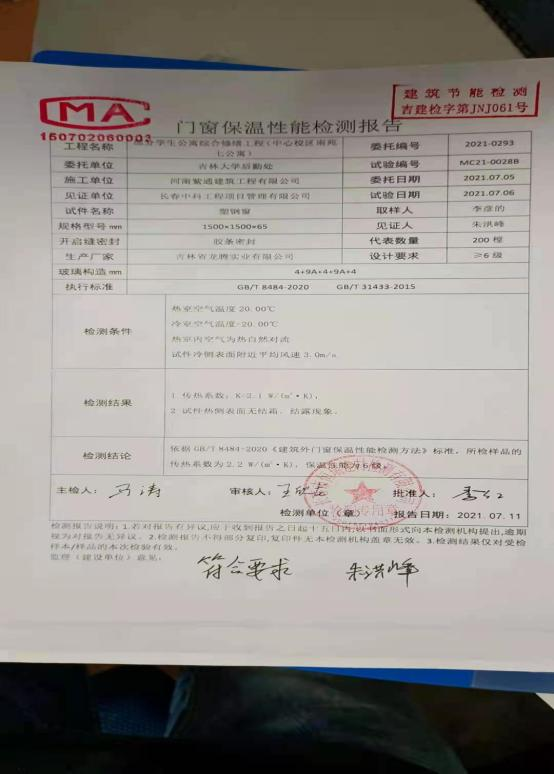 CMA
150702060003
建筑节能检测
吉建检字第JNJ061号
门窗保温性能检测报告
工程名称 部分学生公寓综合修缮工程（中心校区南苑七公寓） 委托编号 2021-0293
委托单位 吉林大学后勤处 试验编号 MC21-0028B
施工单位 河南紫通建筑工程有限公司 委托日期 2021.07.05
见证单位 长春中科工程项目管理有限公司 试验日期 2021.07.06
试件名称 塑钢窗 取样人 李彦的
规格型号mm 1500×1500×65 见证人 朱洪峰
开启缝密封 胶条密封 代表数量 200樘
生产厂家 吉林省龙腾实业有限公司 设计要求 ≥6级
玻璃构造mm 4+9A+4+9A+4
执行标准 GB/T 8484-2020 GB/T 31433-2015
检测条件
热室空气温度 20.00℃
冷室空气温度-20.00℃
热室内空气为热自然对流
试件冷侧表面附近平均风速 3.0m/s
检测结果
1 传热系数：K=2.1 W/(㎡·K)，
2 试件热侧表面无结霜、结露现象。
检测结论
依据 GB/T 8484-2020《建筑外门窗保温性能检测方法》标准，所检样品的
传热系数为 2.2 W/(㎡·K)，保温性能为 6 级。
主检人： 审核人： 批准人：
检测单位（章） 报告日期：2021.07.11
检测报告说明：1.若对报告有异议，应于收到报告之日起十五日内，以书面形式向本检测机构提出，逾期
视为对报告无异议。2.检测报告不得部分复印，复印件无本检测机构盖章无效。3.检测结果仅对受检
样本/样品的本次检验有效。
监理（建设单位）意见：
符合要求 朱洪峰